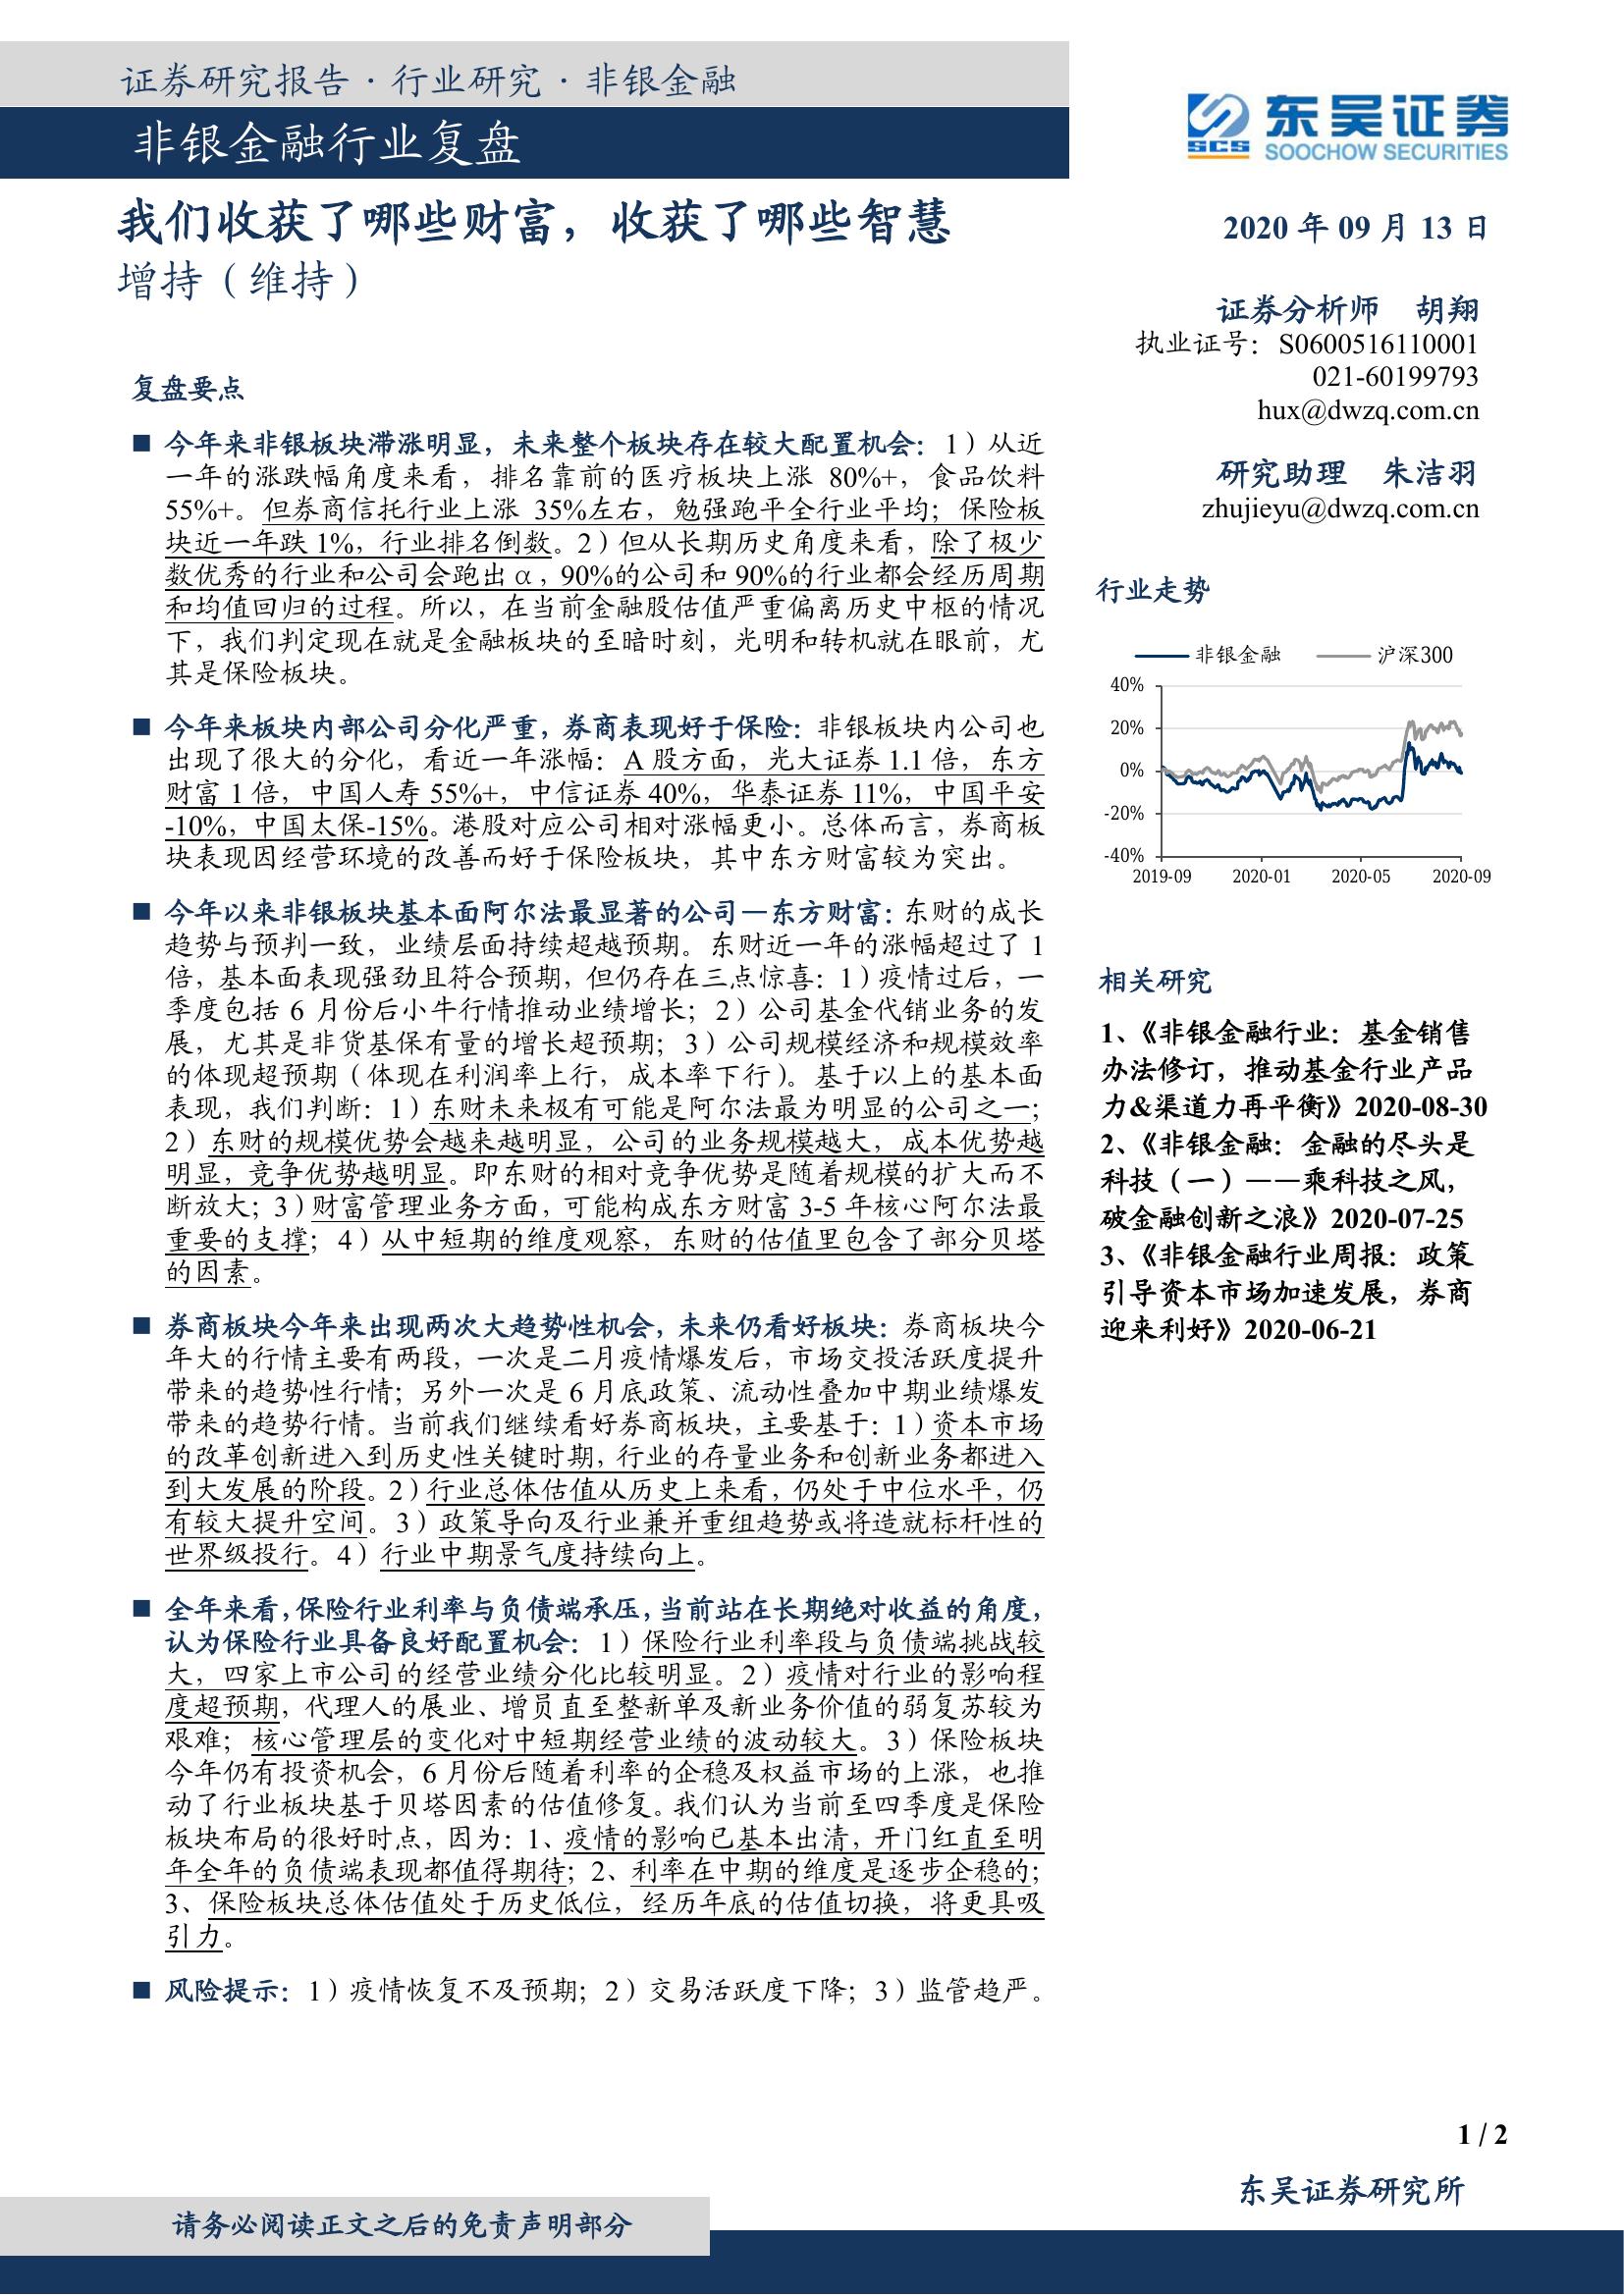 证券研究报告·行业研究·非银金融
非银金融行业复盘
SCS 东吴证券
SOOCHOW SECURITIES
我们收获了哪些财富，收获了哪些智慧
增持（维持）
2020 年 09 月 13 日
证券分析师 胡翔
执业证号：S0600516110001
021-60199793
hux@dwzq.com.cn
研究助理 朱洁羽
zhujieyu@dwzq.com.cn
复盘要点
■ 今年来非银板块滞涨明显，未来整个板块存在较大配置机会：1）从近
一年的涨跌幅角度来看，排名靠前的医疗板块上涨 80%+，食品饮料
55%+。但券商信托行业上涨 35%左右，勉强跑平全行业平均；保险板
块近一年跌 1%，行业排名倒数。2）但从长期历史角度来看，除了极少
数优秀的行业和公司会跑出 α，90%的公司和 90%的行业都会经历周期
和均值回归的过程。所以，在当前金融股估值严重偏离历史中枢的情况
下，我们判定现在就是金融板块的至暗时刻，光明和转机就在眼前，尤
其是保险板块。
■ 今年来板块内部公司分化严重，券商表现好于保险：非银板块内公司也
出现了很大的分化，看近一年涨幅：A 股方面，光大证券 1.1 倍，东方
财富 1 倍，中国人寿 55%+，中信证券 40%，华泰证券 11%，中国平安
-10%，中国太保-15%。港股对应公司相对涨幅更小。总体而言，券商板
块表现因经营环境的改善而好于保险板块，其中东方财富较为突出。
■ 今年以来非银板块基本面阿尔法最显著的公司—东方财富：东财的成长
趋势与预判一致，业绩层面持续超越预期。东财近一年的涨幅超过了 1
倍，基本面表现强劲且符合预期，但仍存在三点惊喜：1）疫情过后，一
季度包括 6 月份后小牛行情推动业绩增长；2）公司基金代销业务的发
展，尤其是非货基保有量的增长超预期；3）公司规模经济和规模效率
的体现超预期（体现在利润率上行，成本率下行）。基于以上的基本面
表现，我们判断：1）东财未来极有可能是阿尔法最为明显的公司之一；
2）东财的规模优势会越来越明显，公司的业务规模越大，成本优势越
明显，竞争优势越明显。即东财的相对竞争优势是随着规模的扩大而不
断放大；3）财富管理业务方面，可能构成东方财富 3-5 年核心阿尔法最
重要的支撑；4）从中短期的维度观察，东财的估值里包含了部分贝塔
的因素。
■ 券商板块今年来出现两次大趋势性机会，未来仍看好板块：券商板块今
年大的行情主要有两段，一次是二月疫情爆发后，市场交投活跃度提升
带来的趋势性行情；另外一次是 6 月底政策、流动性叠加中期业绩爆发
带来的趋势行情。当前我们继续看好券商板块，主要基于：1）资本市场
的改革创新进入到历史性关键时期，行业的存量业务和创新业务都进入
到大发展的阶段。2）行业总体估值从历史上来看，仍处于中位水平，仍
有较大提升空间。3）政策导向及行业兼并重组趋势或将造就标杆性的
世界级投行。4）行业中期景气度持续向上。
■ 全年来看，保险行业利率与负债端承压，当前站在长期绝对收益的角度，
认为保险行业具备良好配置机会：1）保险行业利率段与负债端挑战较
大，四家上市公司的经营业绩分化比较明显。2）疫情对行业的影响程
度超预期，代理人的展业、增员直至整新单及新业务价值的弱复苏较为
艰难；核心管理层的变化对中短期经营业绩的波动较大。3）保险板块
今年仍有投资机会，6 月份后随着利率的企稳及权益市场的上涨，也推
动了行业板块基于贝塔因素的估值修复。我们认为当前至四季度是保险
板块布局的很好时点，因为：1、疫情的影响已基本出清，开门红直至明
年全年的负债端表现都值得期待；2、利率在中期的维度是逐步企稳的；
3、保险板块总体估值处于历史低位，经历年底的估值切换，将更具吸
引力。
■ 风险提示：1）疫情恢复不及预期；2）交易活跃度下降；3）监管趋严。
行业走势
非银金融 沪深300
40%
20%
0%
-20%
-40%
2019-09 2020-01 2020-05 2020-09
相关研究
1、《非银金融行业：基金销售
办法修订，推动基金行业产品
力&渠道力再平衡》2020-08-30
2、《非银金融：金融的尽头是
科技（一）——乘科技之风，
破金融创新之浪》2020-07-25
3、《非银金融行业周报：政策
引导资本市场加速发展，券商
迎来利好》2020-06-21
1 / 2
东吴证券研究所
请务必阅读正文之后的免责声明部分